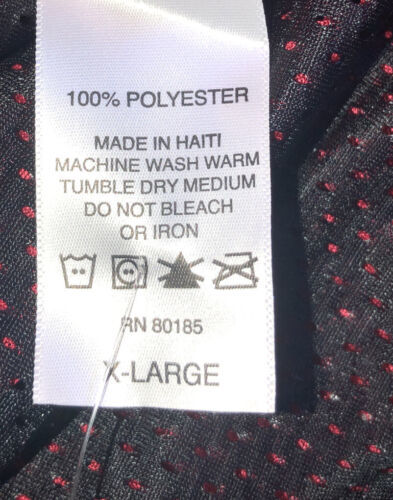 100% POLYESTER
MADE IN HAITI
MACHINE WASH WARM
TUMBLE DRY MEDIUM
DO NOT BLEACH
OR IRON
RN 80185
X-LARGE